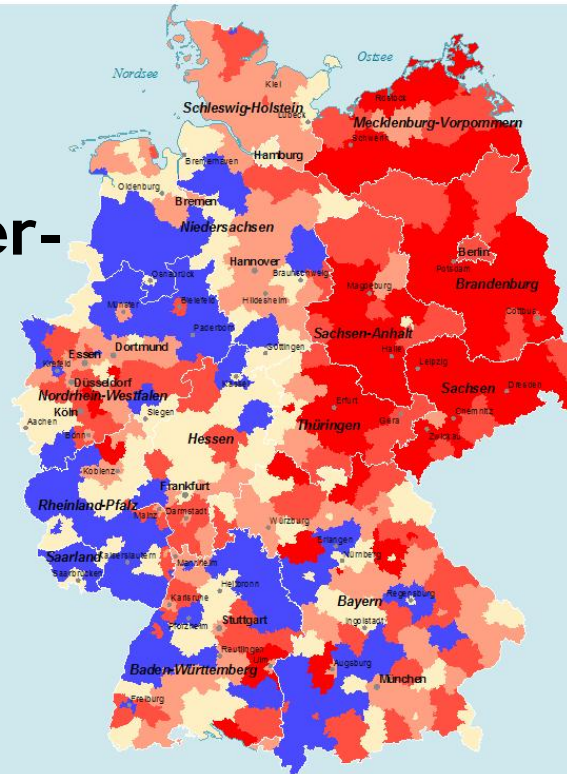 Nordsee
Ostsee
Kiel
Schleswig-Holstein
Rostock
Lübeck
Mecklenburg-Vorpommern
Schwerin
Hamburg
Bremerhaven
Oldenburg
Bremen
er-
Niedersachsen
Berlin
Hannover
Potsdam
Osnabrück
Braunschweig
Brandenburg
Magdeburg
Münster
Bielefeld
Hildesheim
Cottbus
Paderborn
Sachsen-Anhalt
Dortmund
Göttingen
Halle
Essen
Krefeld
Leipzig
Düsseldorf
Kassel
Sachsen
Dresden
Nordrhein-Westfalen
Köln
Erfurt
Siegen
Thüringen
Gera
Chemnitz
Aachen
Bonn
Hessen
Zwickau
Koblenz
Frankfurt
Rheinland-Pfalz
Mainz
Darmstadt
Würzburg
Erlangen
Saarland
Kaiserslautern
Nürnberg
Mannheim
Saarbrücken
Heilbronn
Regensburg
Karlsruhe
Bayern
Pforzheim
Stuttgart
Ingolstadt
Reutlingen
Ulm
Augsburg
Baden-Württemberg
München
Freiburg